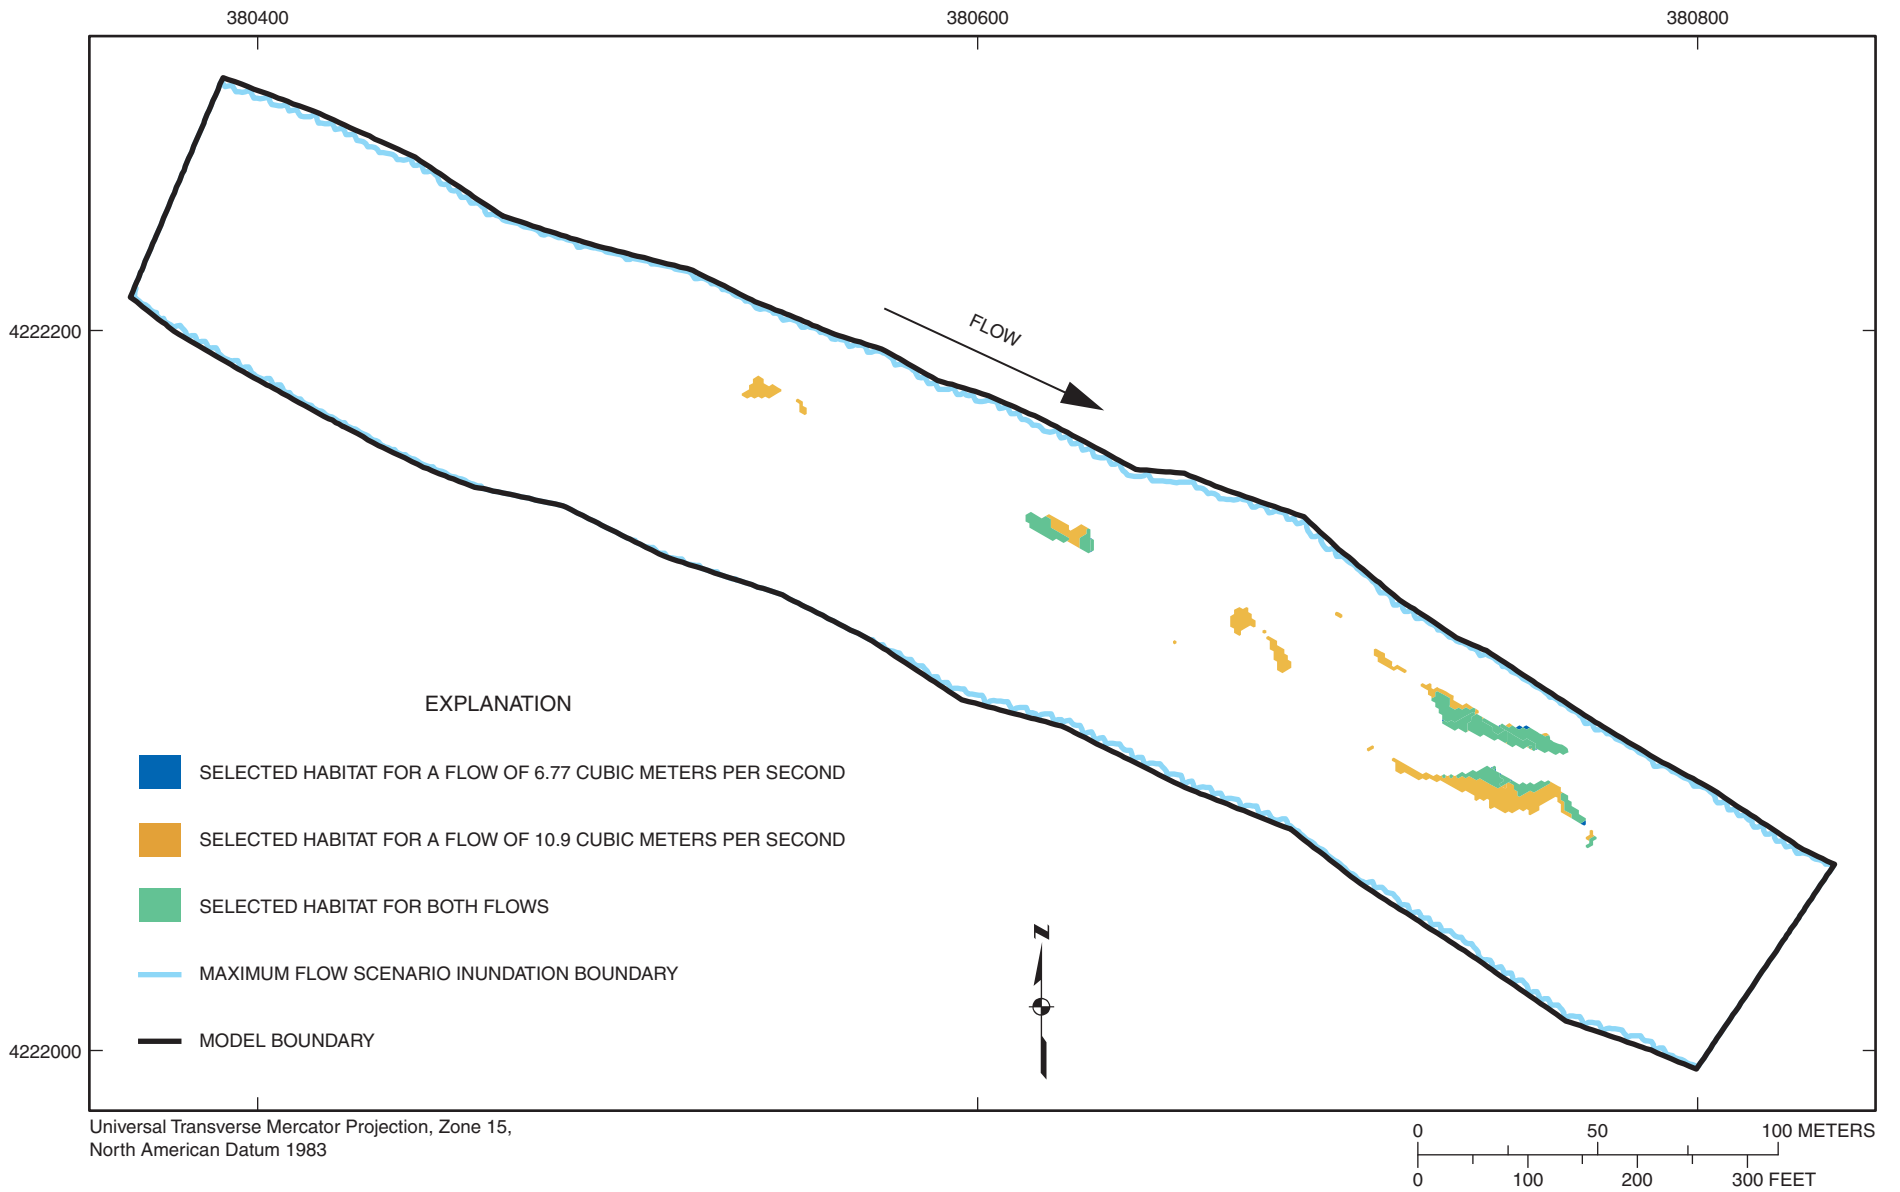 380400
380600
380800
4222200
FLOW
EXPLANATION
SELECTED HABITAT FOR A FLOW OF 6.77 CUBIC METERS PER SECOND
SELECTED HABITAT FOR A FLOW OF 10.9 CUBIC METERS PER SECOND
SELECTED HABITAT FOR BOTH FLOWS
MAXIMUM FLOW SCENARIO INUNDATION BOUNDARY
MODEL BOUNDARY
N
4222000
Universal Transverse Mercator Projection, Zone 15,
North American Datum 1983
0 50 100 METERS
0 100 200 300 FEET